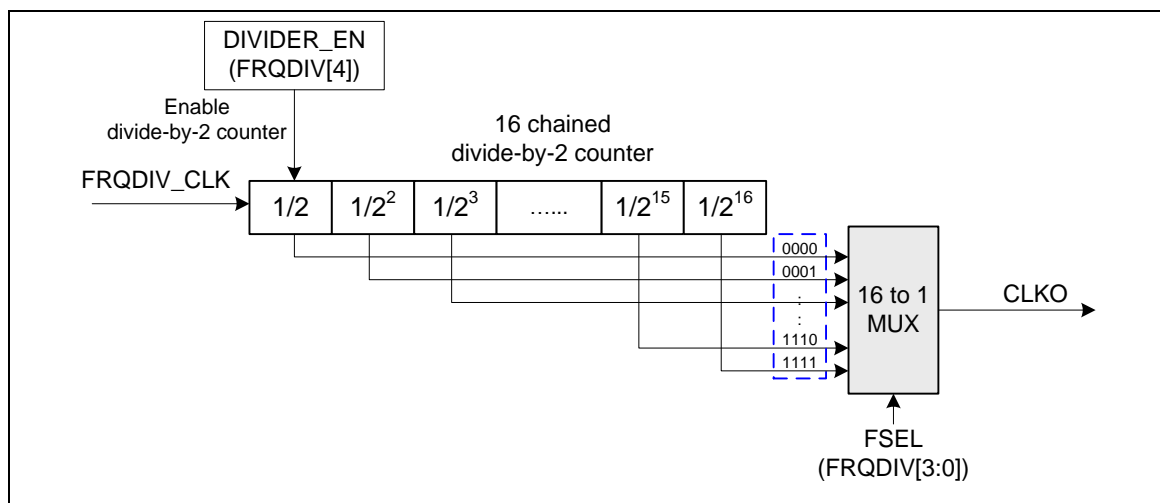 DIVIDER_EN
(FRQDIV[4])
Enable
divide-by-2 counter
16 chained
divide-by-2 counter
FRQDIV_CLK
1/2 1/2² 1/2³ …... 1/2¹⁵ 1/2¹⁶
0000
0001
:
:
1110
1111
16 to 1
MUX
CLKO
FSEL
(FRQDIV[3:0])